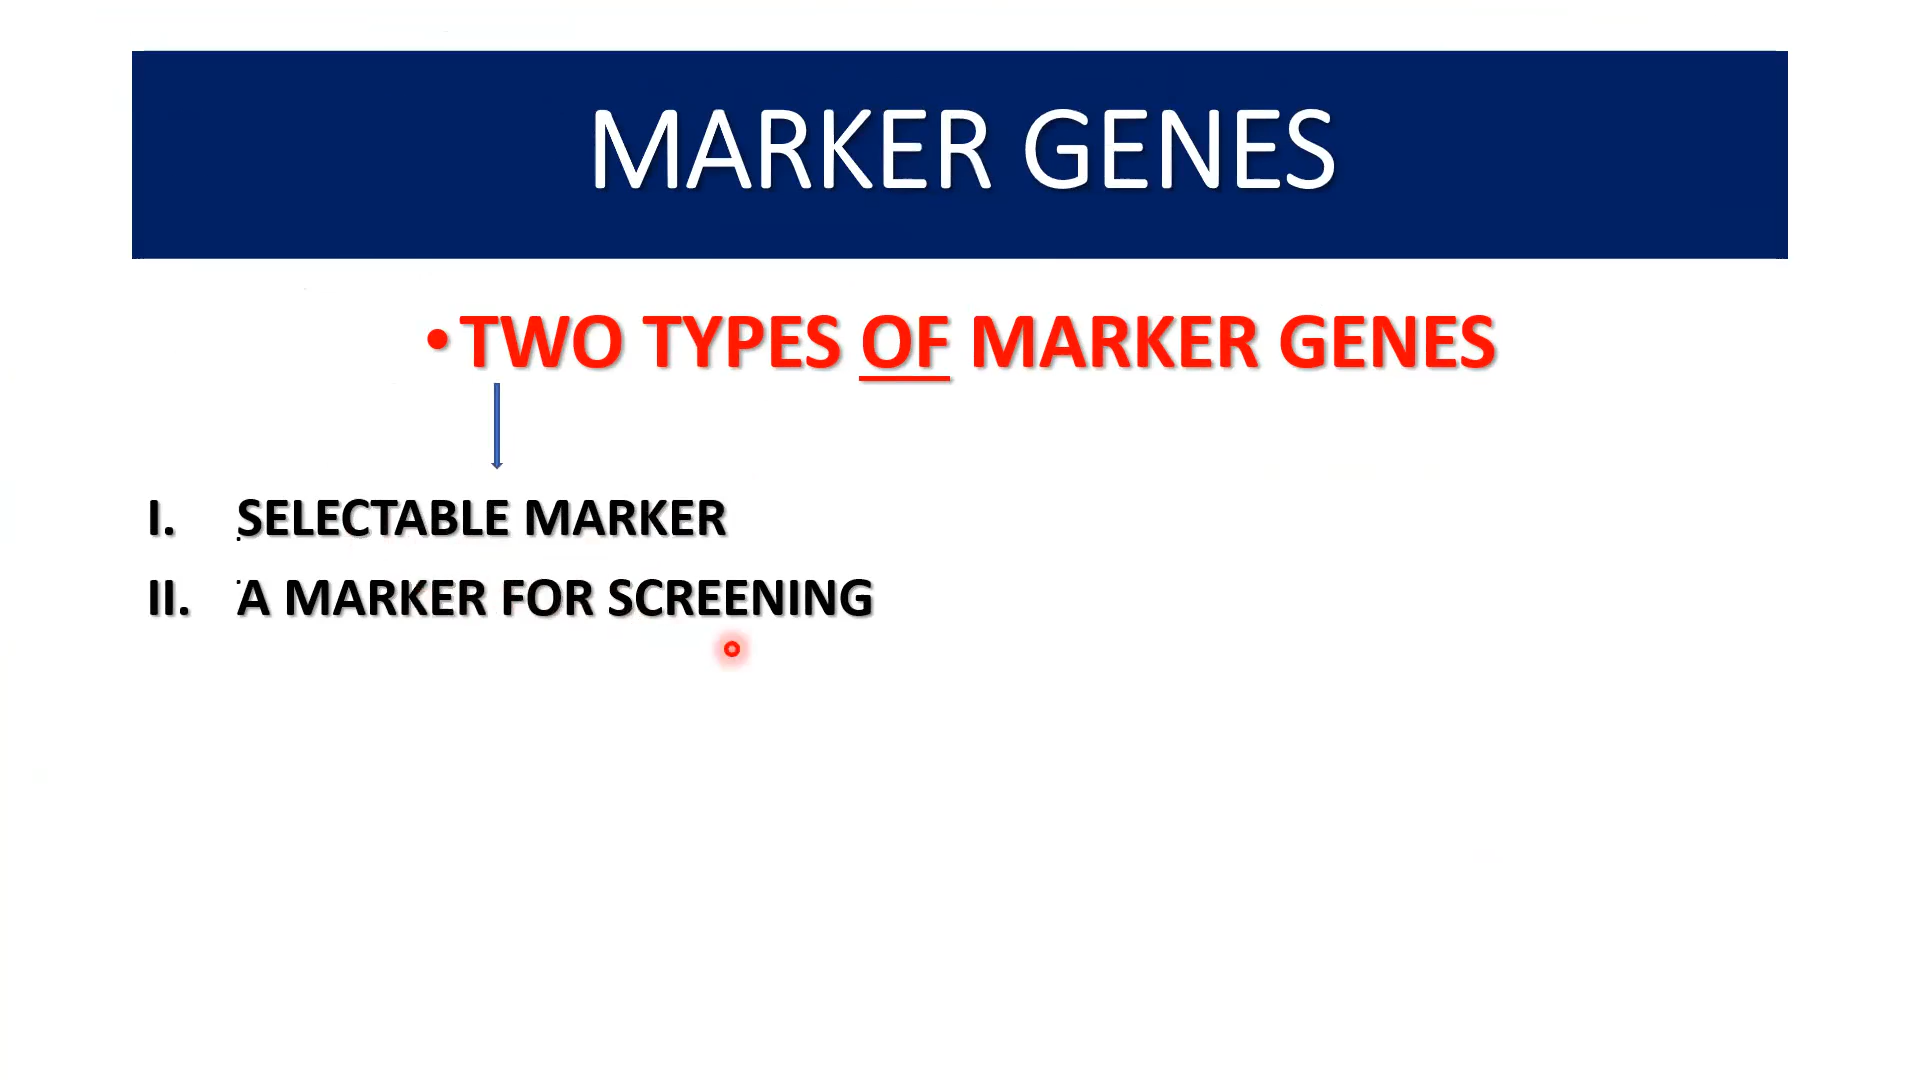 MARKER GENES
•TWO TYPES OF MARKER GENES
I. SELECTABLE MARKER
II. A MARKER FOR SCREENING